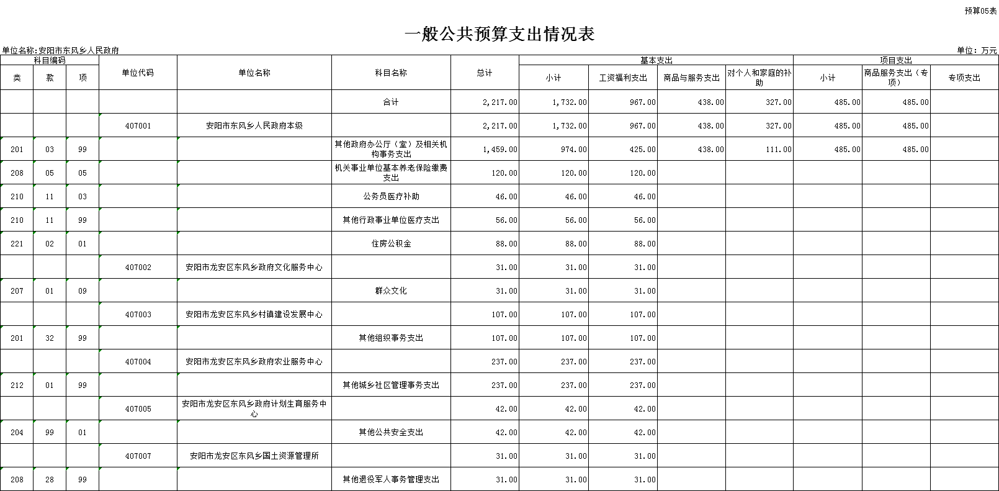 预算05表
一般公共预算支出情况表
单位名称:安阳市东风乡人民政府 单位：万元
科目编码 单位代码 单位名称 科目名称 总计 基本支出 项目支出
类 款 项 小计 工资福利支出 商品与服务支出 对个人和家庭的补助 小计 商品服务支出（专项） 专项支出
合计 2,217.00 1,732.00 967.00 438.00 327.00 485.00 485.00
407001 安阳市东风乡人民政府本级 2,217.00 1,732.00 967.00 438.00 327.00 485.00 485.00
201 03 99 其他政府办公厅（室）及相关机构事务支出 1,459.00 974.00 425.00 438.00 111.00 485.00 485.00
208 05 05 机关事业单位基本养老保险缴费支出 120.00 120.00 120.00
210 11 03 公务员医疗补助 46.00 46.00 46.00
210 11 99 其他行政事业单位医疗支出 56.00 56.00 56.00
221 02 01 住房公积金 88.00 88.00 88.00
407002 安阳市龙安区东风乡政府文化服务中心 31.00 31.00 31.00
207 01 09 群众文化 31.00 31.00 31.00
407003 安阳市龙安区东风乡村镇建设发展中心 107.00 107.00 107.00
201 32 99 其他组织事务支出 107.00 107.00 107.00
407004 安阳市龙安区东风乡政府农业服务中心 237.00 237.00 237.00
212 01 99 其他城乡社区管理事务支出 237.00 237.00 237.00
407005 安阳市龙安区东风乡政府计划生育服务中心 42.00 42.00 42.00
204 99 01 其他公共安全支出 42.00 42.00 42.00
407007 安阳市龙安区东风乡国土资源管理所 31.00 31.00 31.00
208 28 99 其他退役军人事务管理支出 31.00 31.00 31.00